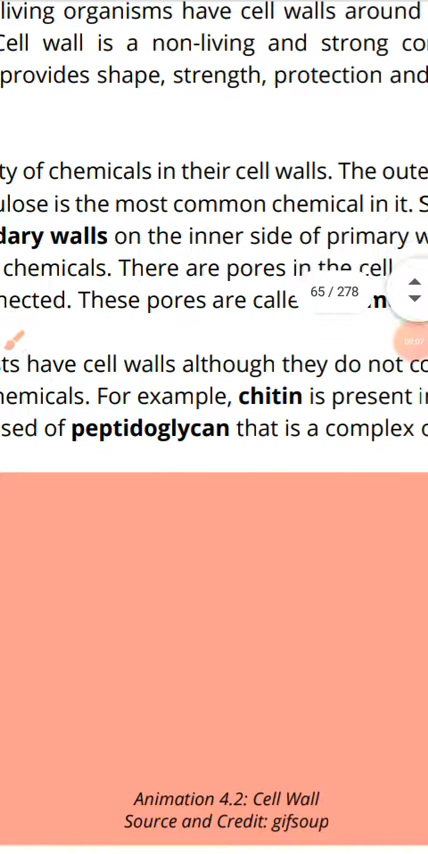 living organisms have cell walls around
Cell wall is a non-living and strong co
provides shape, strength, protection and
ty of chemicals in their cell walls. The oute
ulose is the most common chemical in it. S
dary walls on the inner side of primary w
chemicals. There are pores in the cell
nected. These pores are calle
65 / 278
sts have cell walls although they do not co
hemicals. For example, chitin is present i
sed of peptidoglycan that is a complex c
Animation 4.2: Cell Wall
Source and Credit: gifsoup